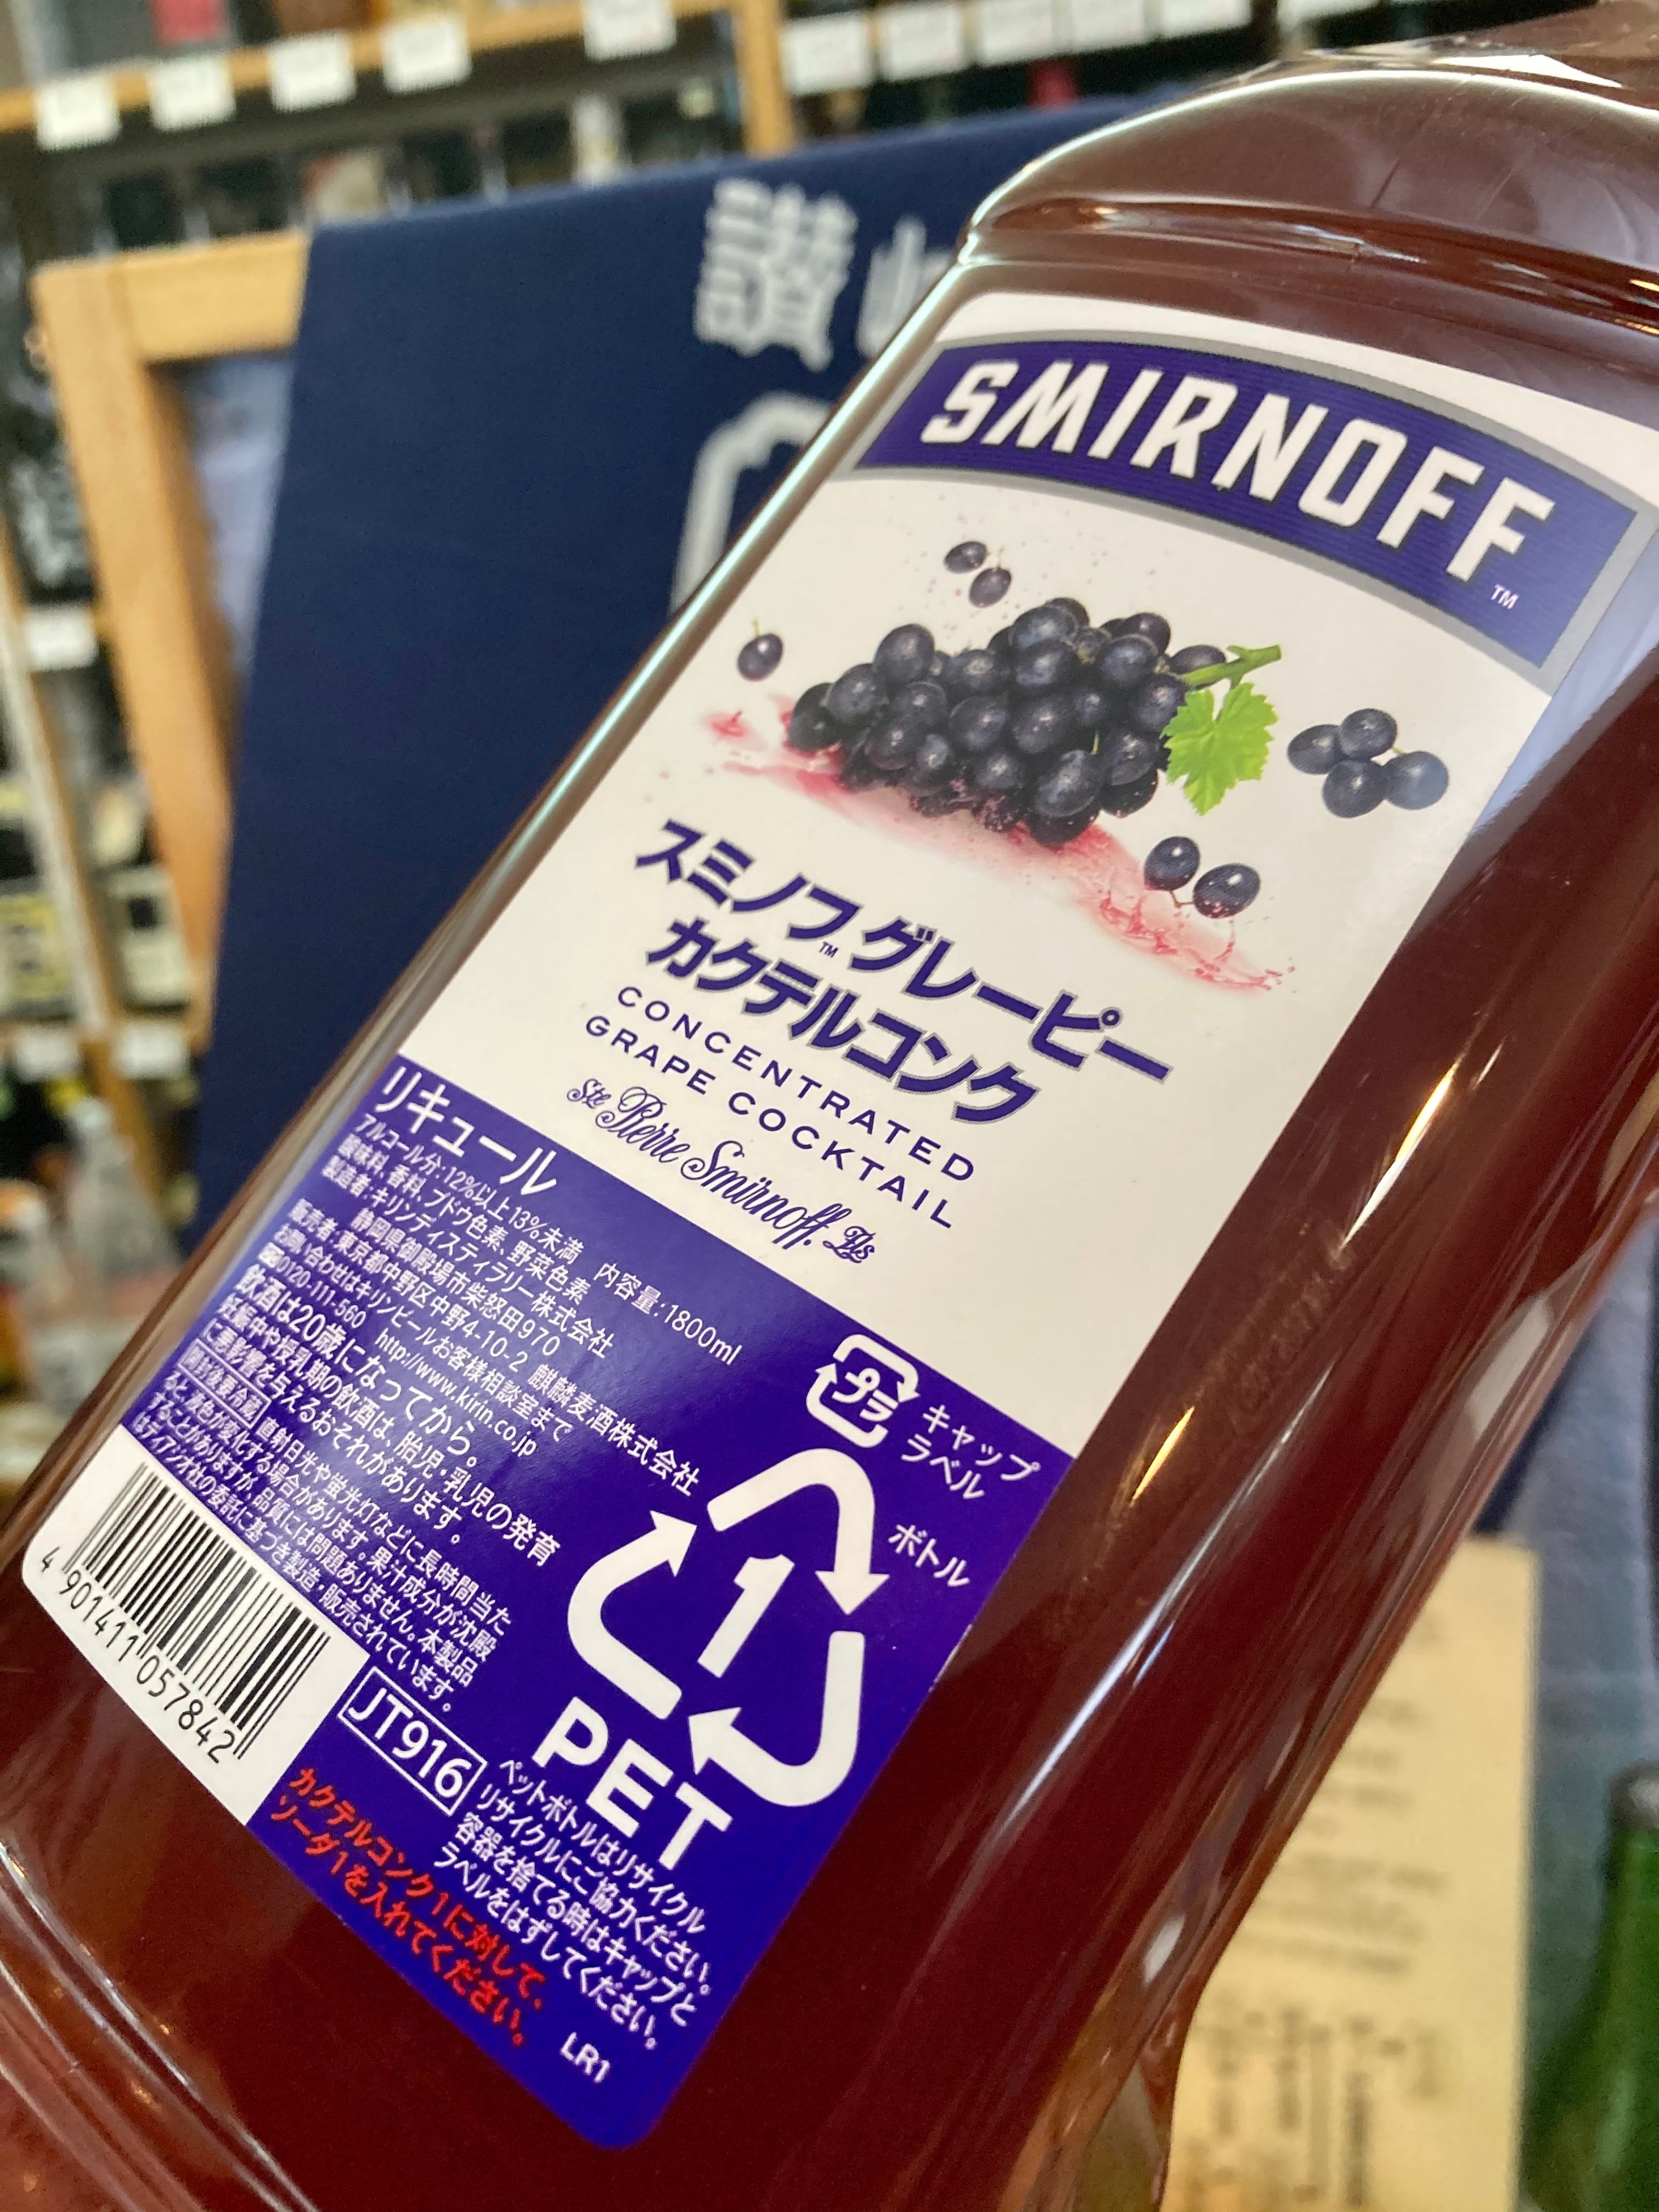 讃岐
SMIRNOFF
TM
スミノフ グレーピー
TM
カクテルコンク
CONCENTRATED
GRAPE COCKTAIL
Ste Pierre Smirnoff. Fls
リキュール
アルコール分:12%以上13%未満 内容量:1800ml
酸味料、香料、ブドウ色素、野菜色素
製造者:キリンディスティラリー株式会社
静岡県御殿場市柴怒田970
販売者:東京都中野区中野4-10-2 麒麟麦酒株式会社
お問い合わせはキリンビールお客様相談室まで
0120-111-560 http://www.kirin.co.jp
飲酒は20歳になってから。
妊娠中や授乳期の飲酒は、胎児・乳児の発育
に悪影響を与えるおそれがあります。
開封後要冷蔵 直射日光や蛍光灯などに長時間当た
ると、液色が変化する場合があります。果汁成分が沈殿
することがありますが、品質には問題ありません。本製品
はディアジオ社の委託に基づき製造・販売されています。
プラ
キャップ
ラベル
ボトル
1
PET
4 901411 057842
JT916
ペットボトルはリサイクル
リサイクルにご協力ください。
容器を捨てる時はキャップと
ラベルをはずしてください。
カクテルコンク1に対して、
ソーダ1を入れてください。
LR1